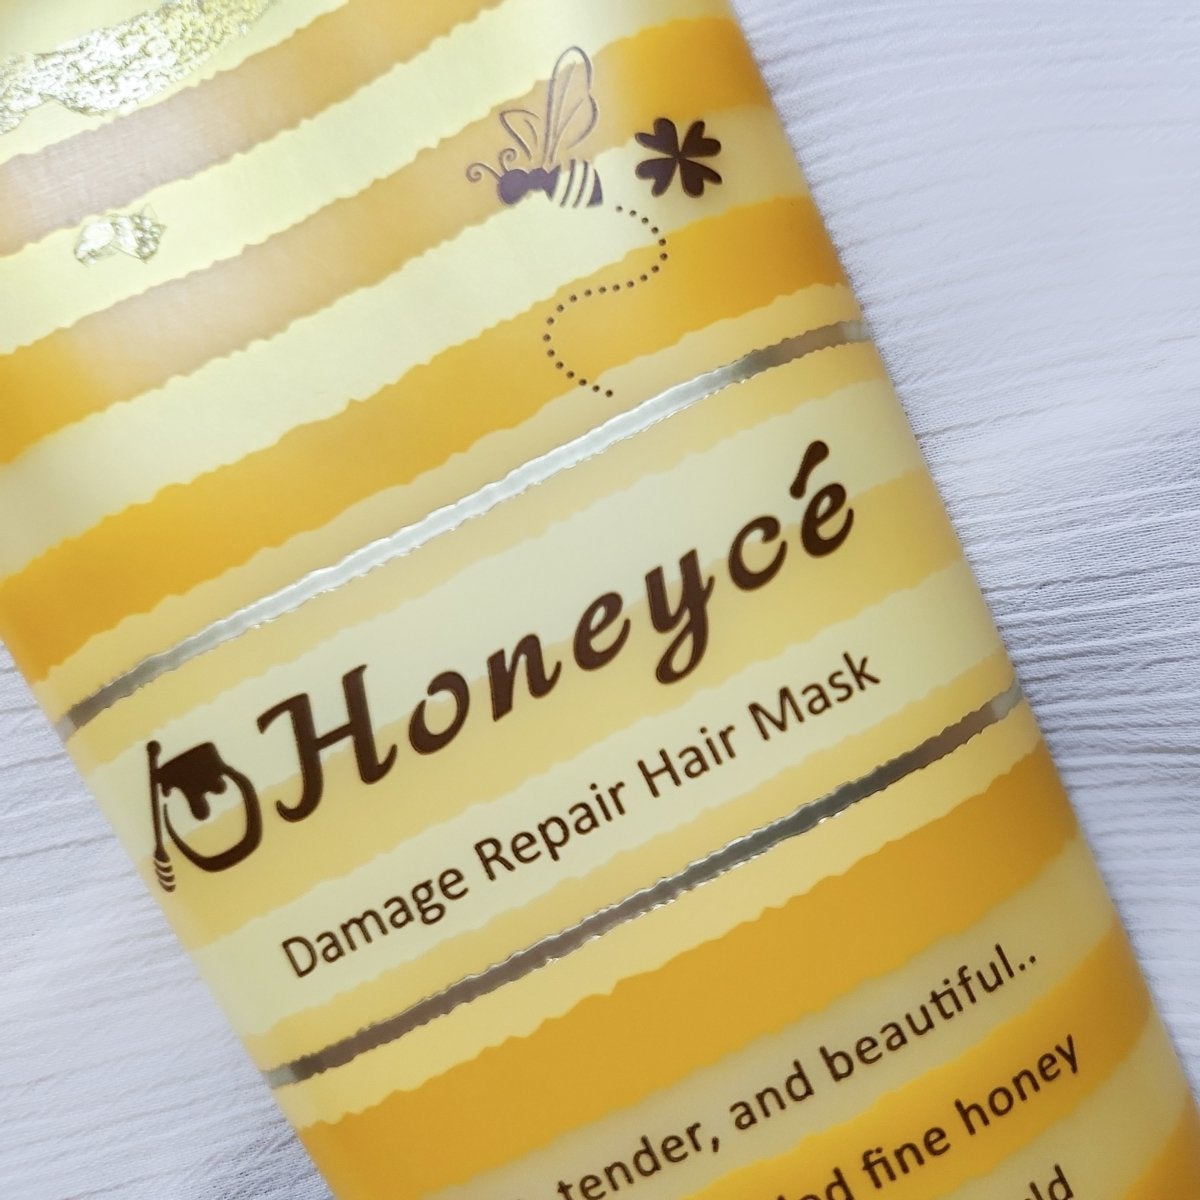 Honeycé
Damage Repair Hair Mask
tender, and beautiful..
fine honey